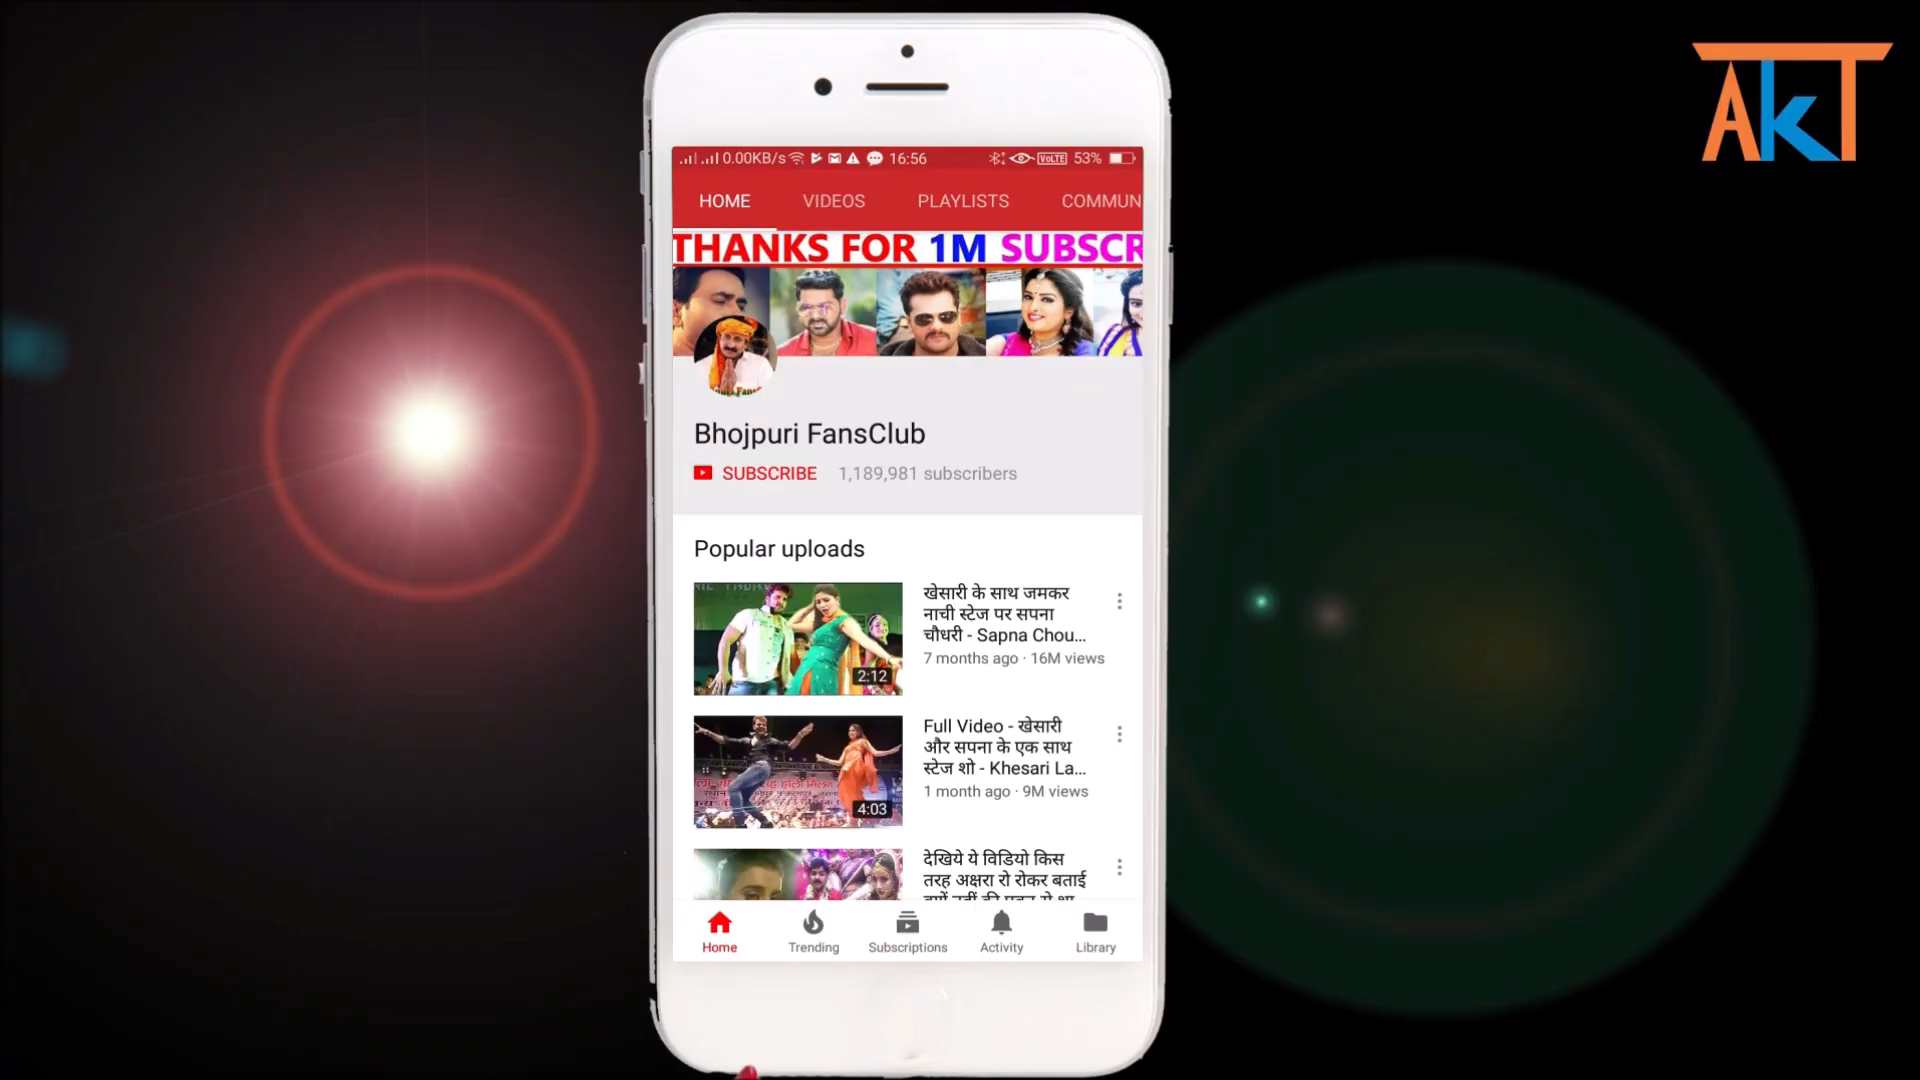 AKT
0.00KB/s 16:56 VoLTE 53%
HOME VIDEOS PLAYLISTS COMMUN
THANKS FOR 1M SUBSCR
Bhojpuri FansClub
SUBSCRIBE 1,189,981 subscribers
Popular uploads
खेसारी के साथ जमकर
नाची स्टेज पर सपना
चौधरी - Sapna Chou...
7 months ago · 16M views
2:12
Full Video - खेसारी
और सपना के एक साथ
स्टेज शो - Khesari La...
1 month ago · 9M views
4:03
देखिये ये विडियो किस
तरह अक्षरा रो रोकर बताई
Home Trending Subscriptions Activity Library